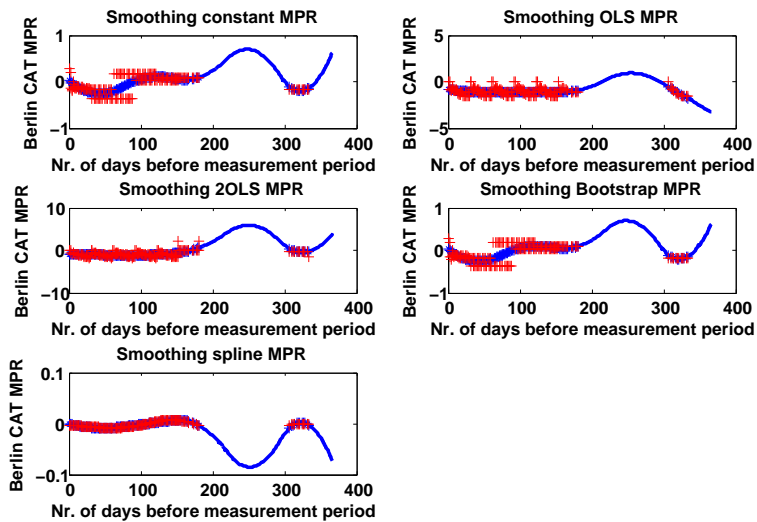 Smoothing constant MPR
1
0
−1
0 100 200 300 400
Berlin CAT MPR
Nr. of days before measurement period
Smoothing OLS MPR
5
0
−5
0 100 200 300 400
Berlin CAT MPR
Nr. of days before measurement period
Smoothing 2OLS MPR
10
0
−10
0 100 200 300 400
Berlin CAT MPR
Nr. of days before measurement period
Smoothing Bootstrap MPR
1
0
1
0 100 200 300 400
Berlin CAT MPR
Nr. of days before measurement period
Smoothing spline MPR
0.1
0
−0.1
0 100 200 300 400
Berlin CAT MPR
Nr. of days before measurement period